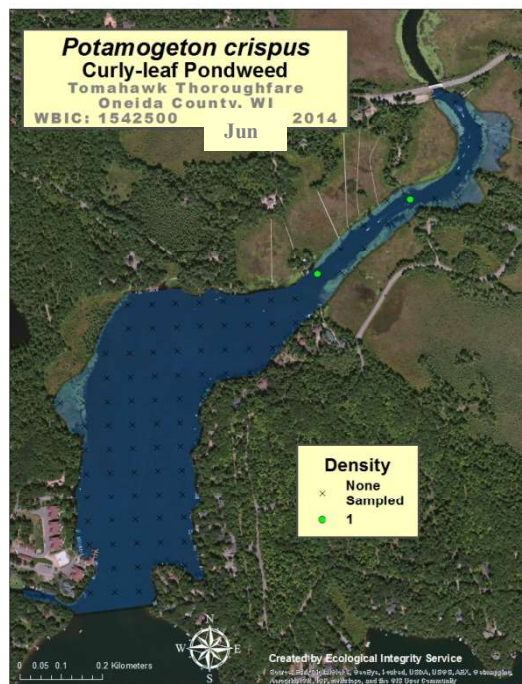 Potamogeton crispus
Curly-leaf Pondweed
Tomahawk Thoroughfare
Oneida County, WI
WBIC: 1542500 Jun 2014
Density
None
Sampled
1
N
W E
S
0 0.05 0.1 0.2 Kilometers
Created by Ecological Integrity Service